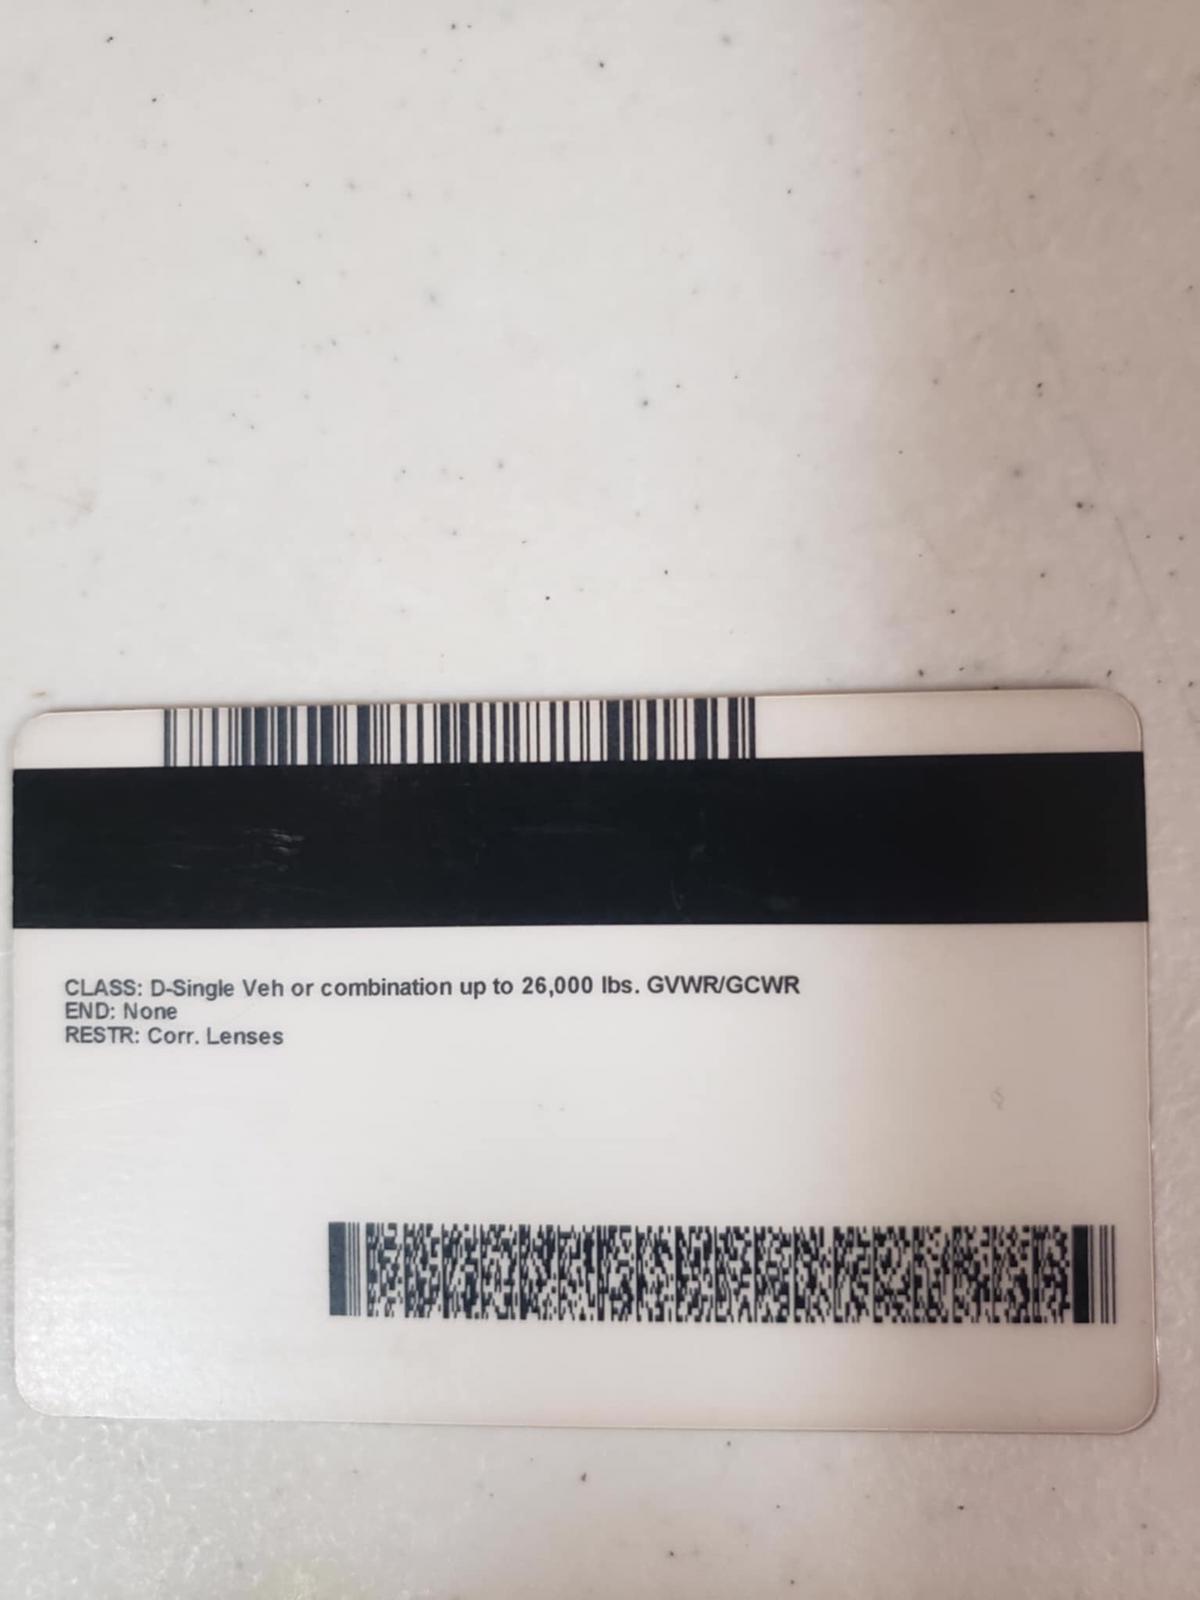 CLASS: D-Single Veh or combination up to 26,000 lbs. GVWR/GCWR
END: None
RESTR: Corr. Lenses